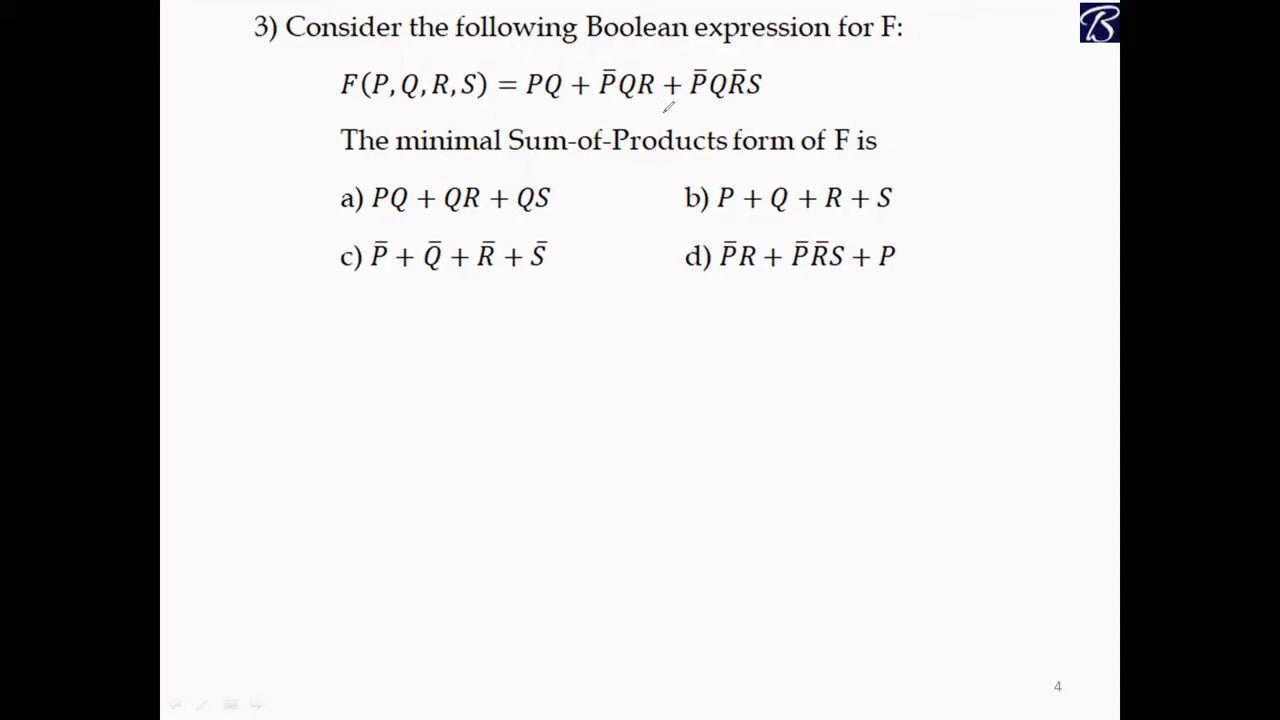 3) Consider the following Boolean expression for F:
F(P, Q, R, S) = PQ + P̄QR + P̄QR̄S
The minimal Sum-of-Products form of F is
a) PQ + QR + QS b) P + Q + R + S
c) P̄ + Q̄ + R̄ + S̄ d) P̄R + P̄R̄S + P
B
4